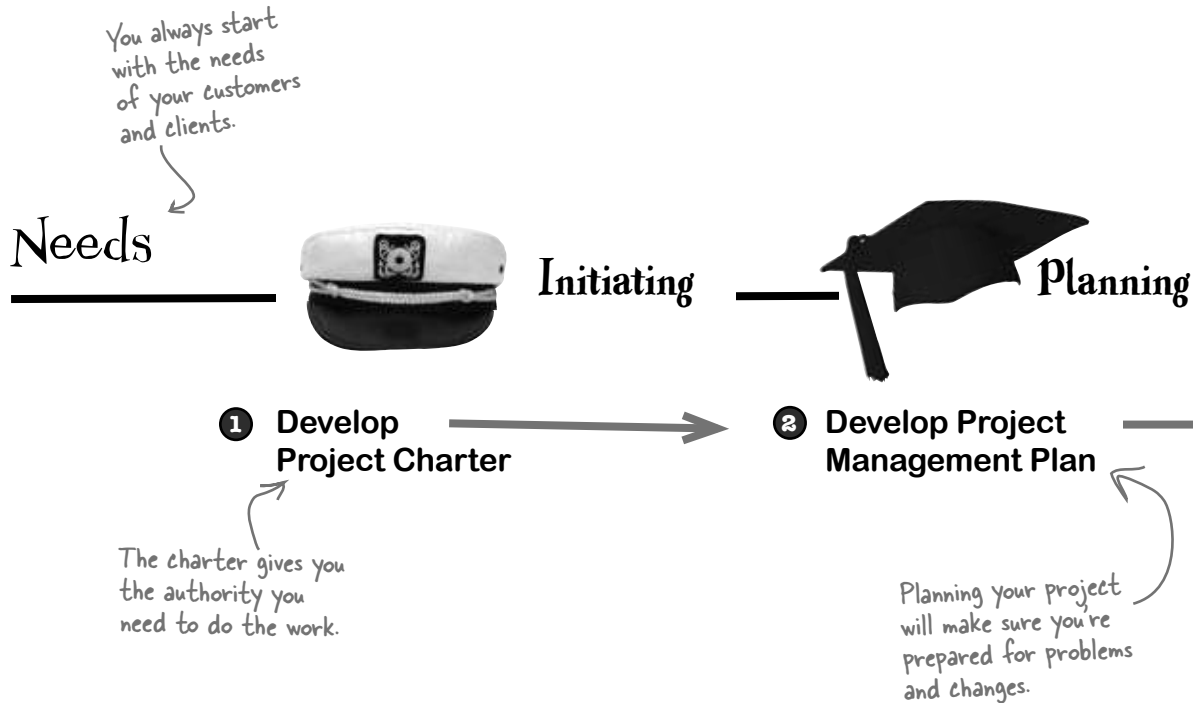 You always start
with the needs
of your customers
and clients.
Needs
Initiating
Planning
1 Develop
Project Charter
2 Develop Project
Management Plan
The charter gives you
the authority you
need to do the work.
Planning your project
will make sure you're
prepared for problems
and changes.